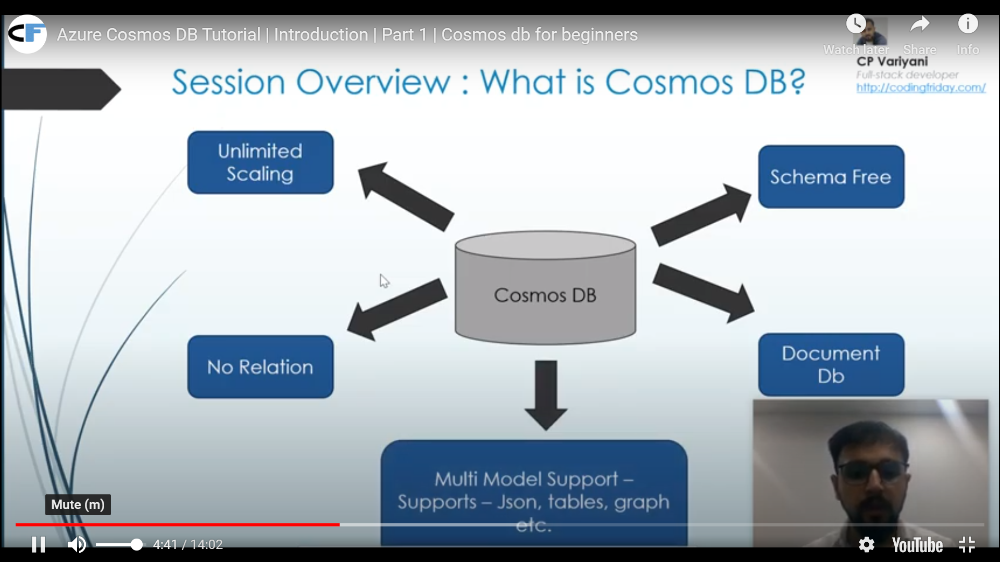 CF
Azure Cosmos DB Tutorial | Introduction | Part 1 | Cosmos db for beginners
Watch later
Share
Info
CP Variyani
Full-stack developer
http://codingfriday.com/
Session Overview : What is Cosmos DB?
Unlimited
Scaling
Schema Free
Cosmos DB
No Relation
Document
Db
Multi Model Support –
Supports – Json, tables, graph
etc.
Mute (m)
4:41 / 14:02
YouTube